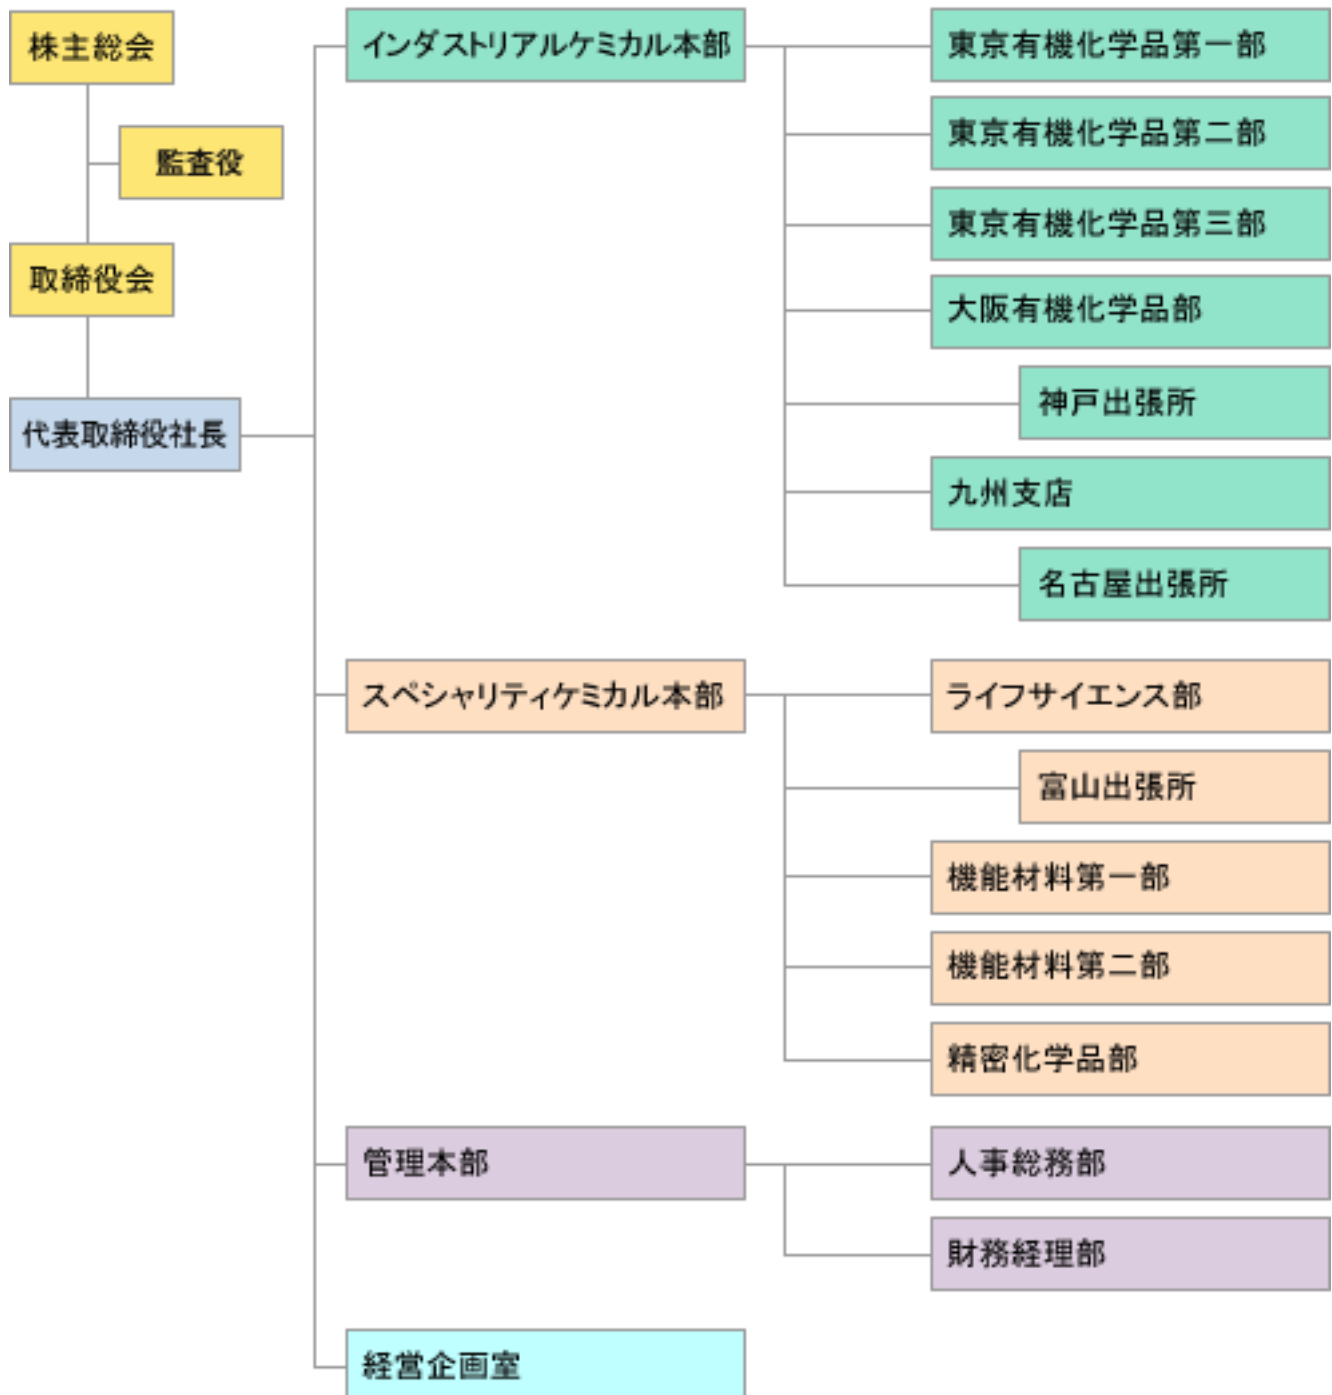 株主総会
監査役
取締役会
代表取締役社長
インダストリアルケミカル本部
東京有機化学品第一部
東京有機化学品第二部
東京有機化学品第三部
大阪有機化学品部
神戸出張所
九州支店
名古屋出張所
スペシャリティケミカル本部
ライフサイエンス部
富山出張所
機能材料第一部
機能材料第二部
精密化学品部
管理本部
人事総務部
財務経理部
経営企画室